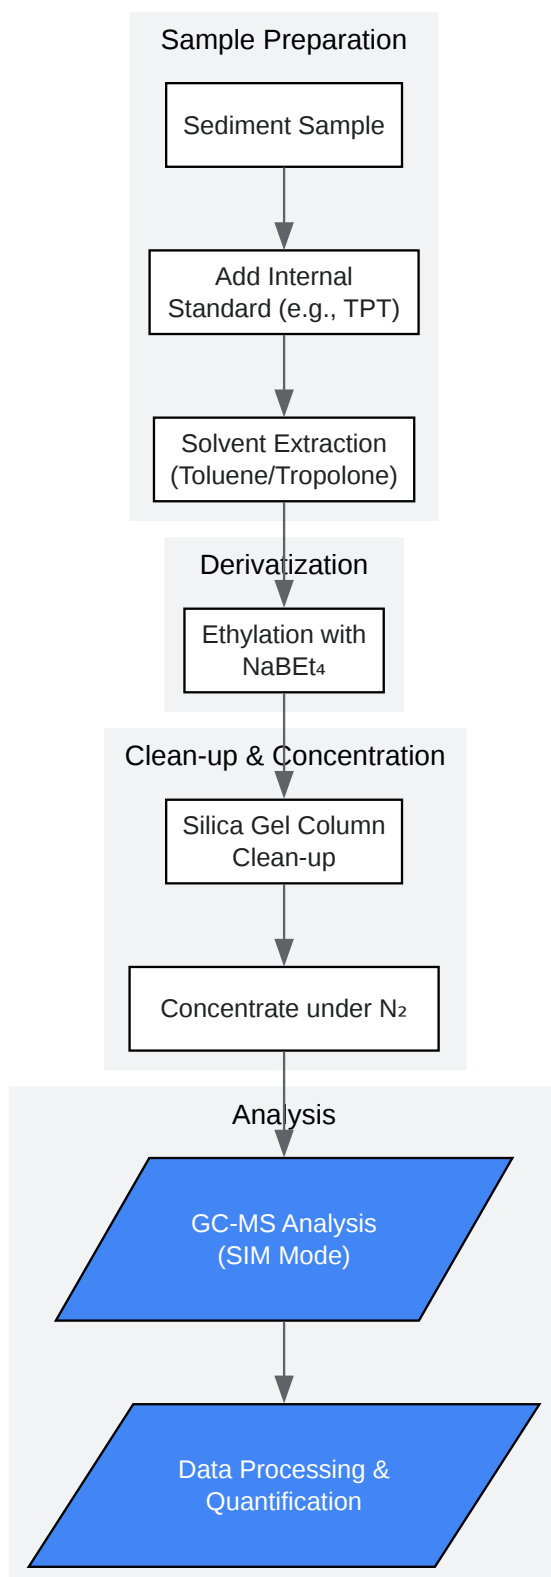 Sample Preparation
Sediment Sample
Add Internal
Standard (e.g., TPT)
Solvent Extraction
(Toluene/Tropolone)
Derivatization
Ethylation with
NaBEt₄
Clean-up & Concentration
Silica Gel Column
Clean-up
Concentrate under N₂
Analysis
GC-MS Analysis
(SIM Mode)
Data Processing &
Quantification